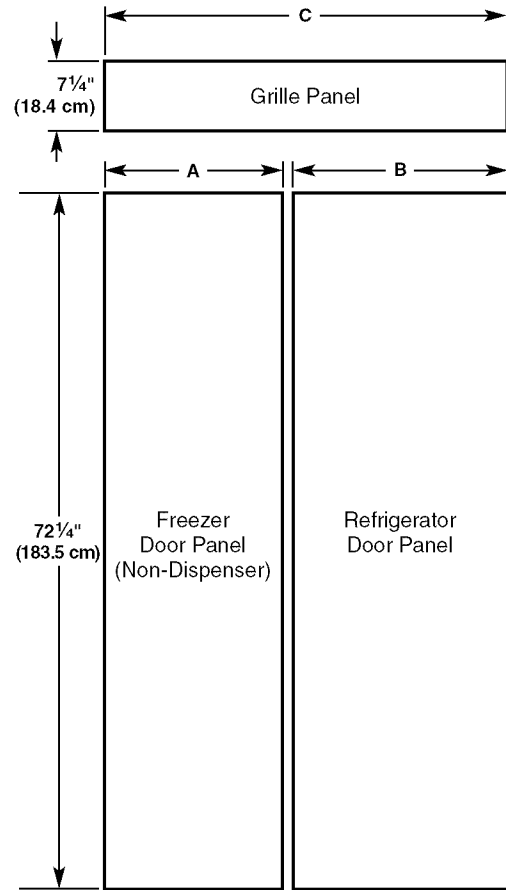 C
7¼"
(18.4 cm)
Grille Panel
A
B
72¼"
(183.5 cm)
Freezer
Door Panel
(Non-Dispenser)
Refrigerator
Door Panel